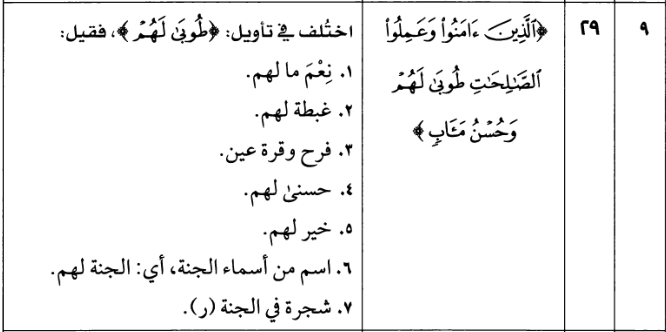 ٩
٢٩
﴿الَّذِينَ ءَامَنُوا۟ وَعَمِلُوا۟
الصَّـٰلِحَـٰتِ طُوبَىٰ لَهُمْ
وَحُسْنُ مَـَٔابٍ﴾
اختُلف في تأويل: ﴿طُوبَىٰ لَهُمْ﴾، فقيل:
١. نِعْمَ ما لهم.
٢. غبطة لهم.
٣. فرح وقرة عين.
٤. حسنىٰ لهم.
٥. خير لهم.
٦. اسم من أسماء الجنة، أي: الجنة لهم.
٧. شجرة في الجنة (ر).